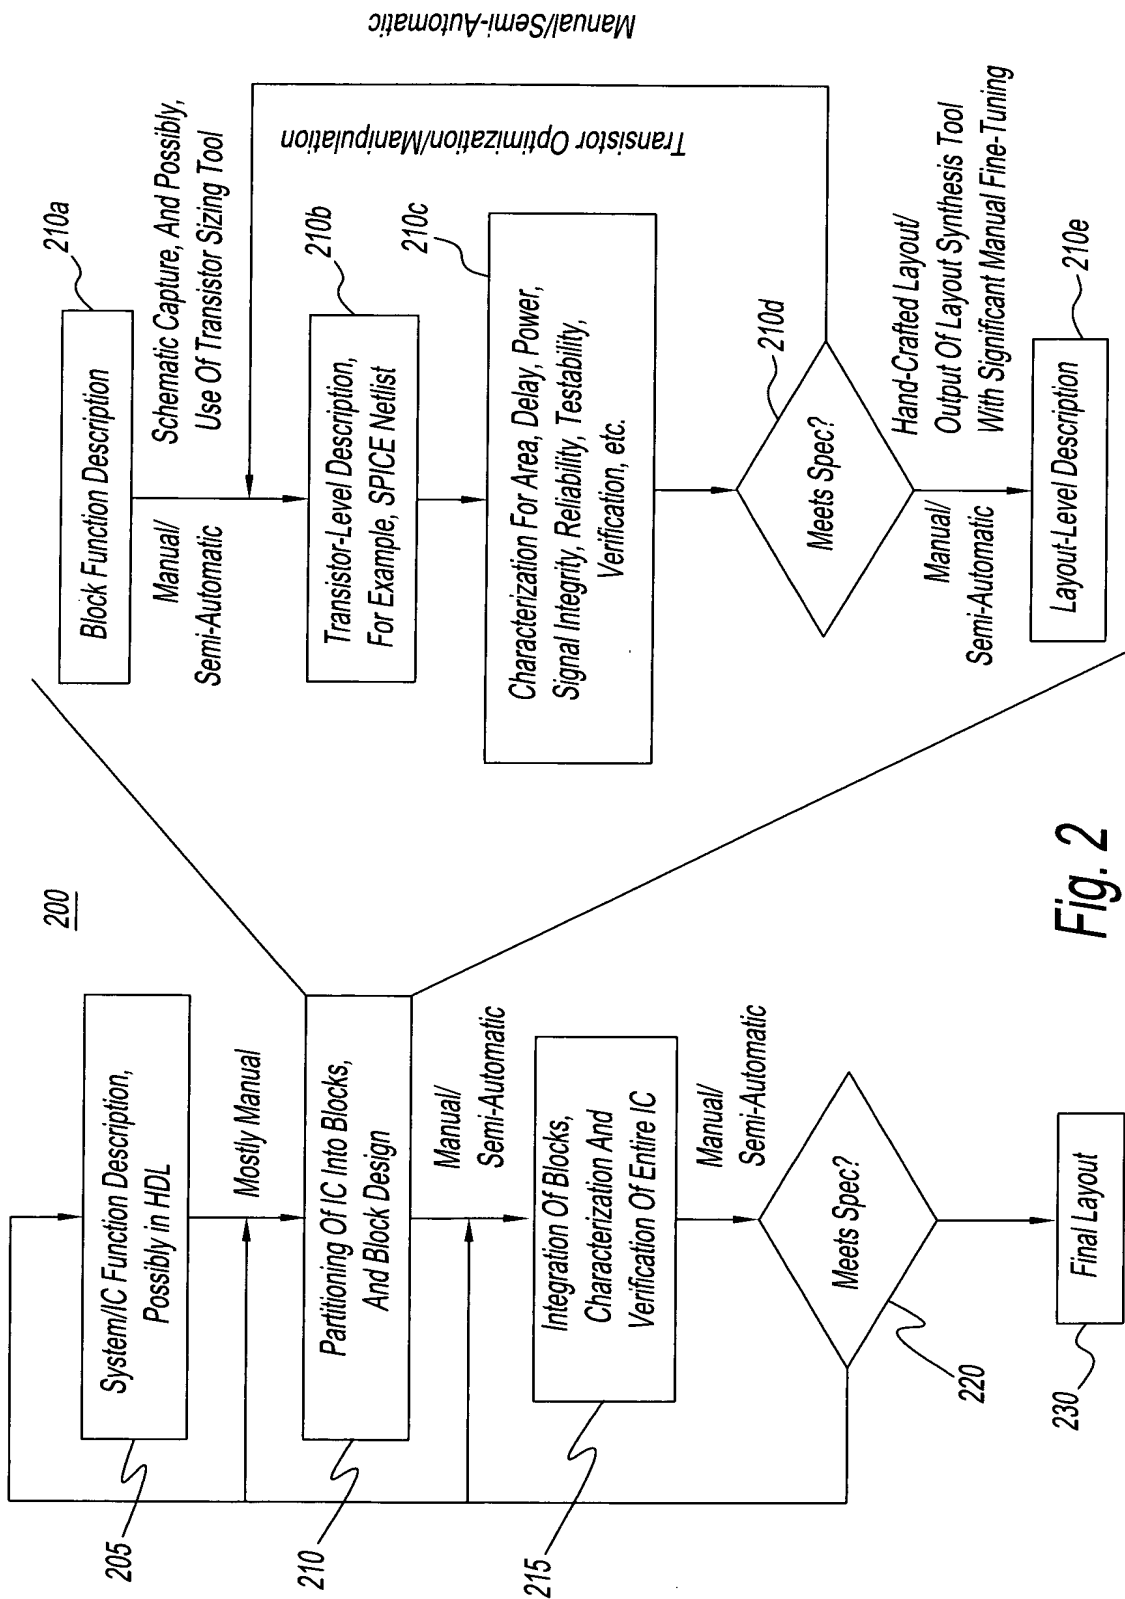 200
System/IC Function Description,
Possibly in HDL
205
Mostly Manual
Partitioning Of IC Into Blocks,
And Block Design
210
Manual/
Semi-Automatic
Integration Of Blocks,
Characterization And
Verification Of Entire IC
215
Manual/
Semi-Automatic
Meets Spec?
220
Final Layout
230
Block Function Description
210a
Manual/
Semi-Automatic
Schematic Capture, And Possibly,
Use Of Transistor Sizing Tool
Transistor-Level Description,
For Example, SPICE Netlist
210b
Characterization For Area, Delay, Power,
Signal Integrity, Reliability, Testability,
Verification, etc.
210c
Transistor Optimization/Manipulation
Manual/Semi-Automatic
Meets Spec?
210d
Manual/
Semi-Automatic
Hand-Crafted Layout/
Output Of Layout Synthesis Tool
With Significant Manual Fine-Tuning
Layout-Level Description
210e
Fig. 2